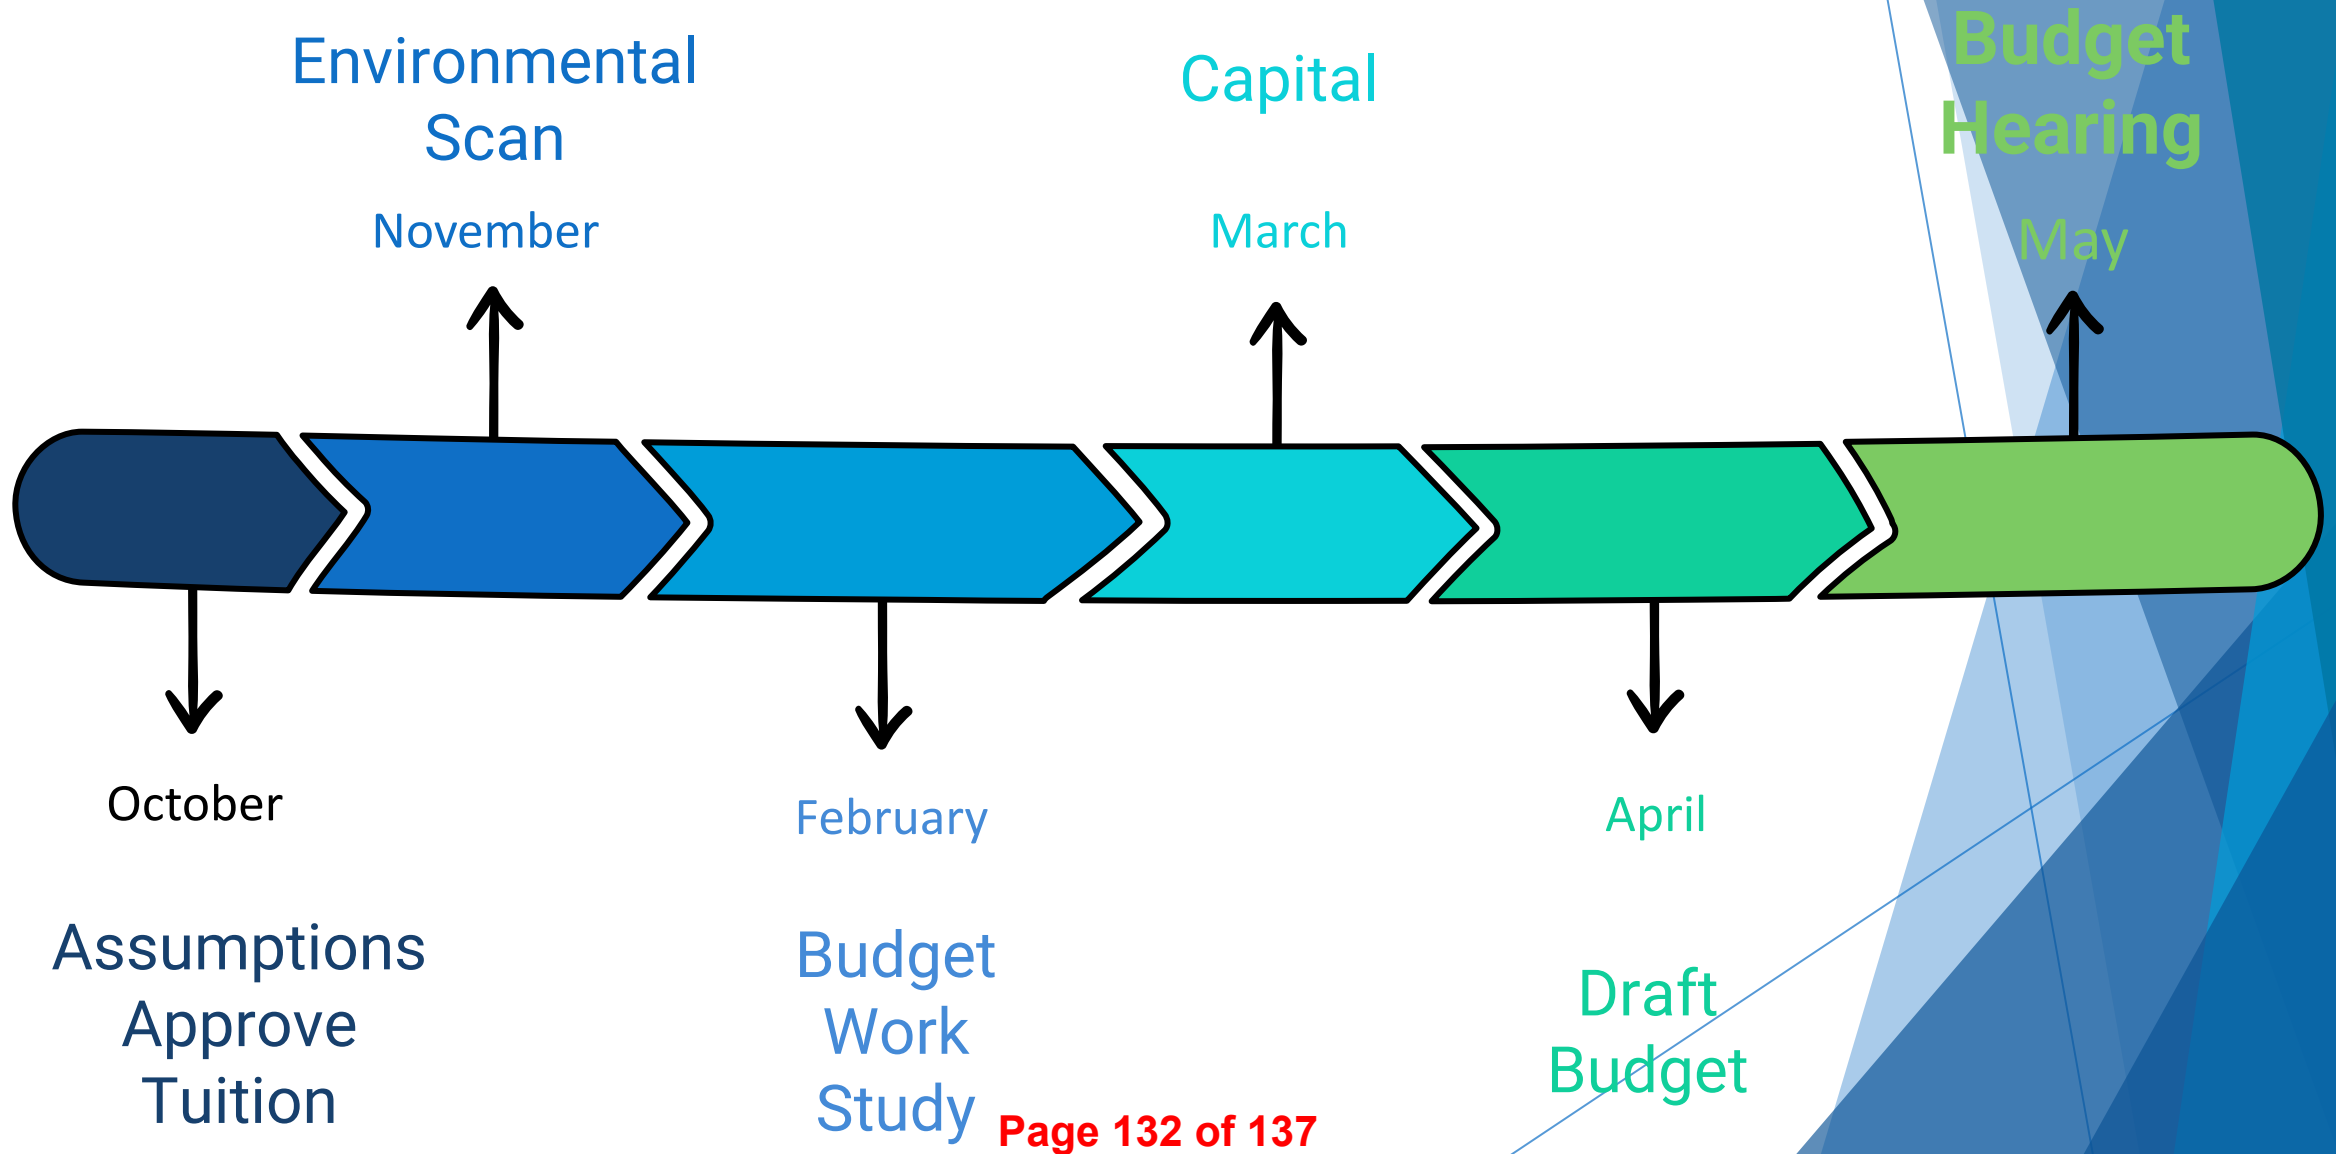 Environmental
Scan
November
Capital
March
Budget
Hearing
May
October
Assumptions
Approve
Tuition
February
Budget
Work
Study
April
Draft
Budget
Page 132 of 137